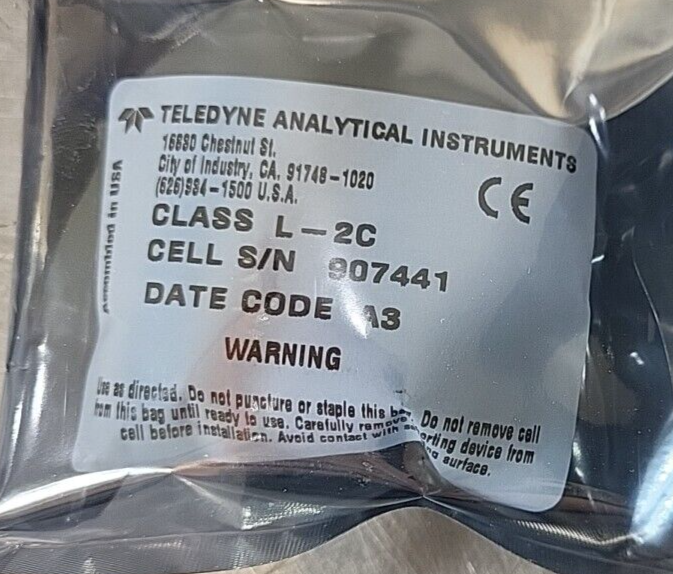 TELEDYNE ANALYTICAL INSTRUMENTS
16830 Chestnut St.
City of Industry, CA. 91748-1020
(626)934-1500 U.S.A.
CE
CLASS L-2C
CELL S/N 907441
DATE CODE A3
Assembled in USA
WARNING
Use as directed. Do not puncture or staple this Do not remove cell
from this bag until ready to use. Carefully remove device from
cell before installation. Avoid contact with surface.